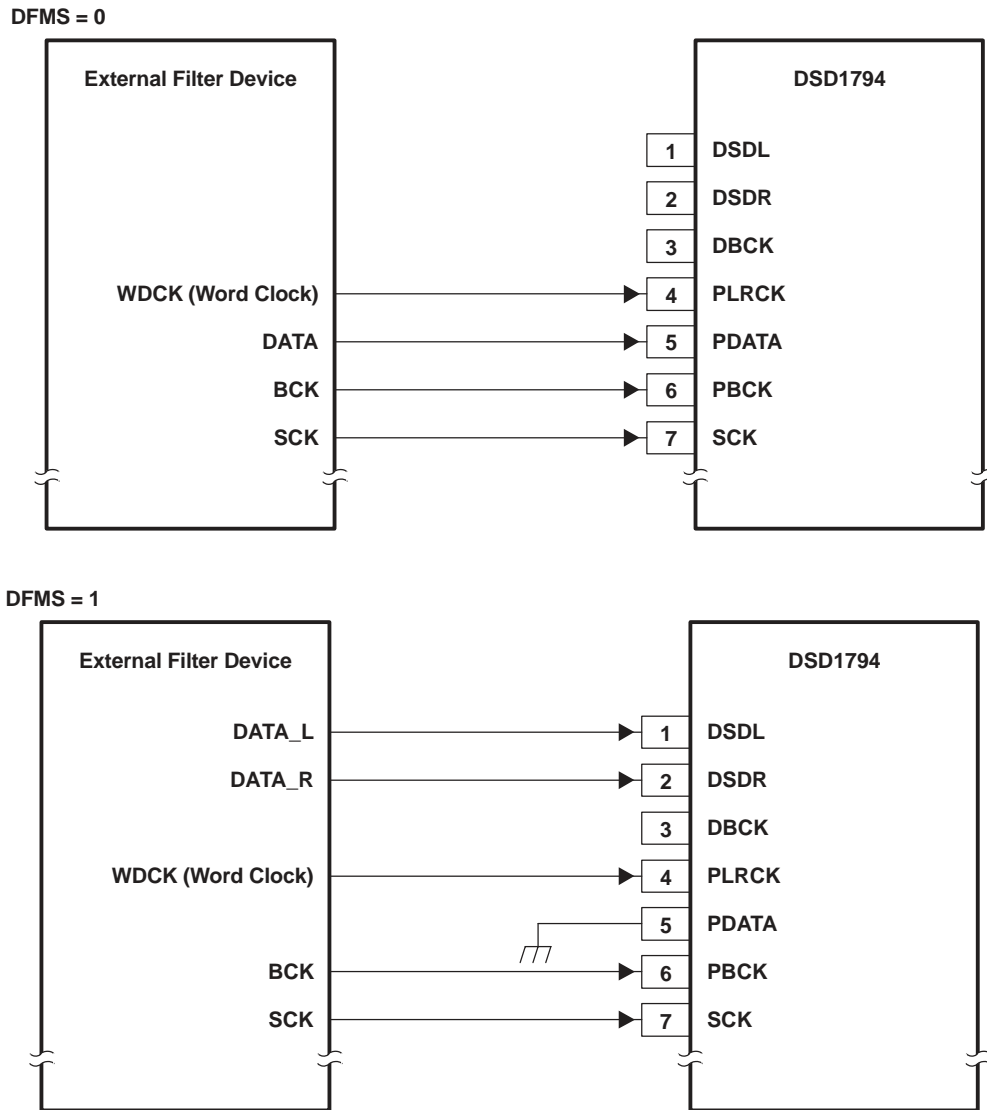 DFMS = 0
External Filter Device
DSD1794
1 DSDL
2 DSDR
3 DBCK
WDCK (Word Clock) 4 PLRCK
DATA 5 PDATA
BCK 6 PBCK
SCK 7 SCK
DFMS = 1
External Filter Device
DSD1794
DATA_L 1 DSDL
DATA_R 2 DSDR
3 DBCK
WDCK (Word Clock) 4 PLRCK
5 PDATA
BCK 6 PBCK
SCK 7 SCK